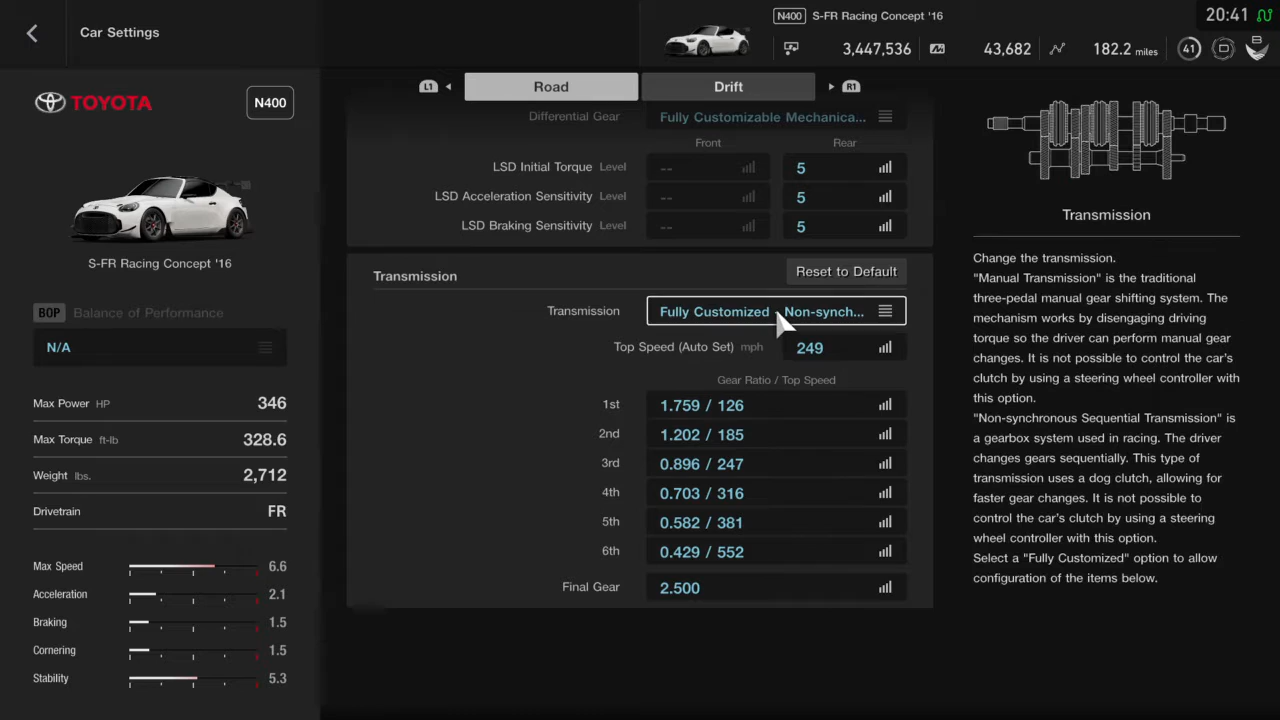 Car Settings
N400 S-FR Racing Concept '16
20:41
3,447,536 43,682 182.2 miles 41 B
TOYOTA N400
S-FR Racing Concept '16
BOP Balance of Performance
N/A
Max Power HP 346
Max Torque ft-lb 328.6
Weight lbs. 2,712
Drivetrain FR
Max Speed 6.6
Acceleration 2.1
Braking 1.5
Cornering 1.5
Stability 5.3
L1 Road Drift R1
Differential Gear Fully Customizable Mechanica...
Front Rear
LSD Initial Torque Level -- 5
LSD Acceleration Sensitivity Level -- 5
LSD Braking Sensitivity Level -- 5
Transmission Reset to Default
Transmission Fully Customized - Non-synch...
Top Speed (Auto Set) mph 249
Gear Ratio / Top Speed
1st 1.759 / 126
2nd 1.202 / 185
3rd 0.896 / 247
4th 0.703 / 316
5th 0.582 / 381
6th 0.429 / 552
Final Gear 2.500
Transmission
Change the transmission.
"Manual Transmission" is the traditional
three-pedal manual gear shifting system. The
mechanism works by disengaging driving
torque so the driver can perform manual gear
changes. It is not possible to control the car's
clutch by using a steering wheel controller with
this option.
"Non-synchronous Sequential Transmission" is
a gearbox system used in racing. The driver
changes gears sequentially. This type of
transmission uses a dog clutch, allowing for
faster gear changes. It is not possible to
control the car's clutch by using a steering
wheel controller with this option.
Select a "Fully Customized" option to allow
configuration of the items below.